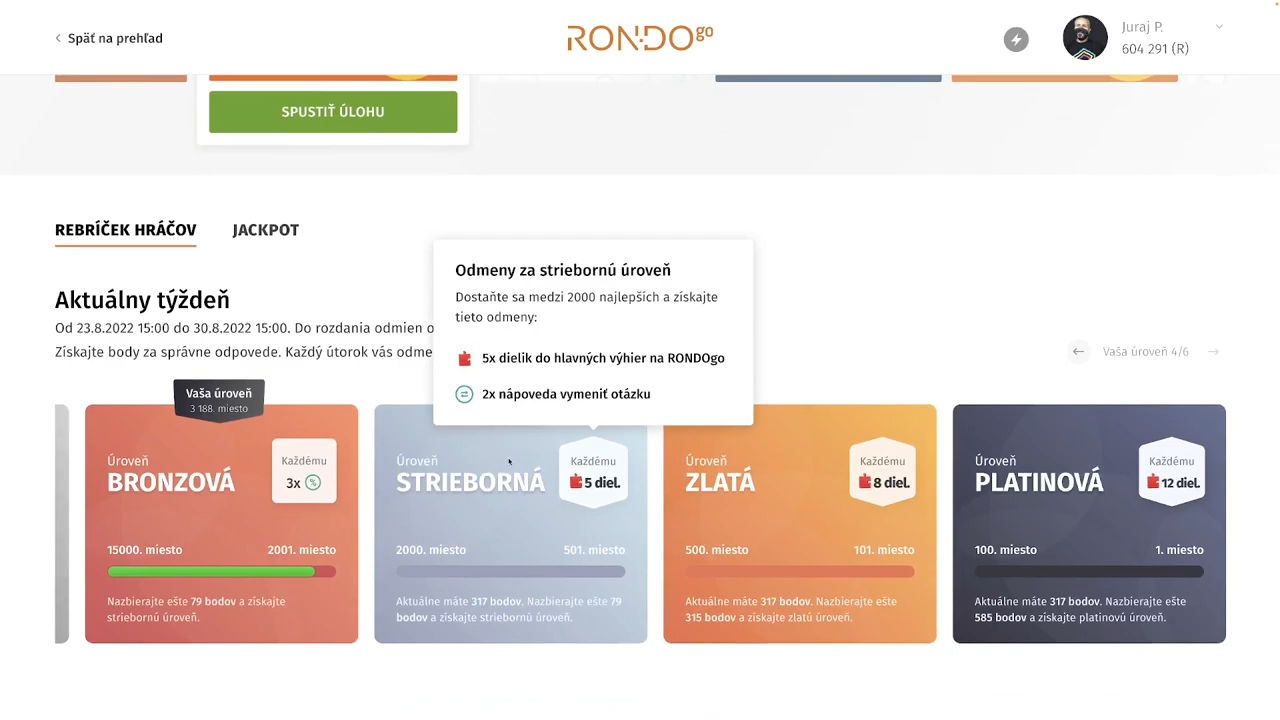 Späť na prehľad
RONDO go
Juraj P.
604 291 (R)
SPUSTIŤ ÚLOHU
REBRÍČEK HRÁČOV
JACKPOT
Aktuálny týždeň
Od 23.8.2022 15:00 do 30.8.2022 15:00. Do rozdania odmien o
Získajte body za správne odpovede. Každý útorok vás odme
Odmeny za striebornú úroveň
Dostaňte sa medzi 2000 najlepších a získajte
tieto odmeny:
5x dielik do hlavných výhier na RONDOgo
2x nápoveda vymeniť otázku
Vaša úroveň 4/6
Vaša úroveň
3 188. miesto
Úroveň
BRONZOVÁ
Každému
3x %
15000. miesto
2001. miesto
Nazbierajte ešte 79 bodov a získajte
striebornú úroveň.
Úroveň
STRIEBORNÁ
Každému
5 diel.
2000. miesto
501. miesto
Aktuálne máte 317 bodov. Nazbierajte ešte 79
bodov a získajte striebornú úroveň.
Úroveň
ZLATÁ
Každému
8 diel.
500. miesto
101. miesto
Aktuálne máte 317 bodov. Nazbierajte ešte
315 bodov a získajte zlatú úroveň.
Úroveň
PLATINOVÁ
Každému
12 diel.
100. miesto
1. miesto
Aktuálne máte 317 bodov. Nazbierajte ešte
585 bodov a získajte platinovú úroveň.